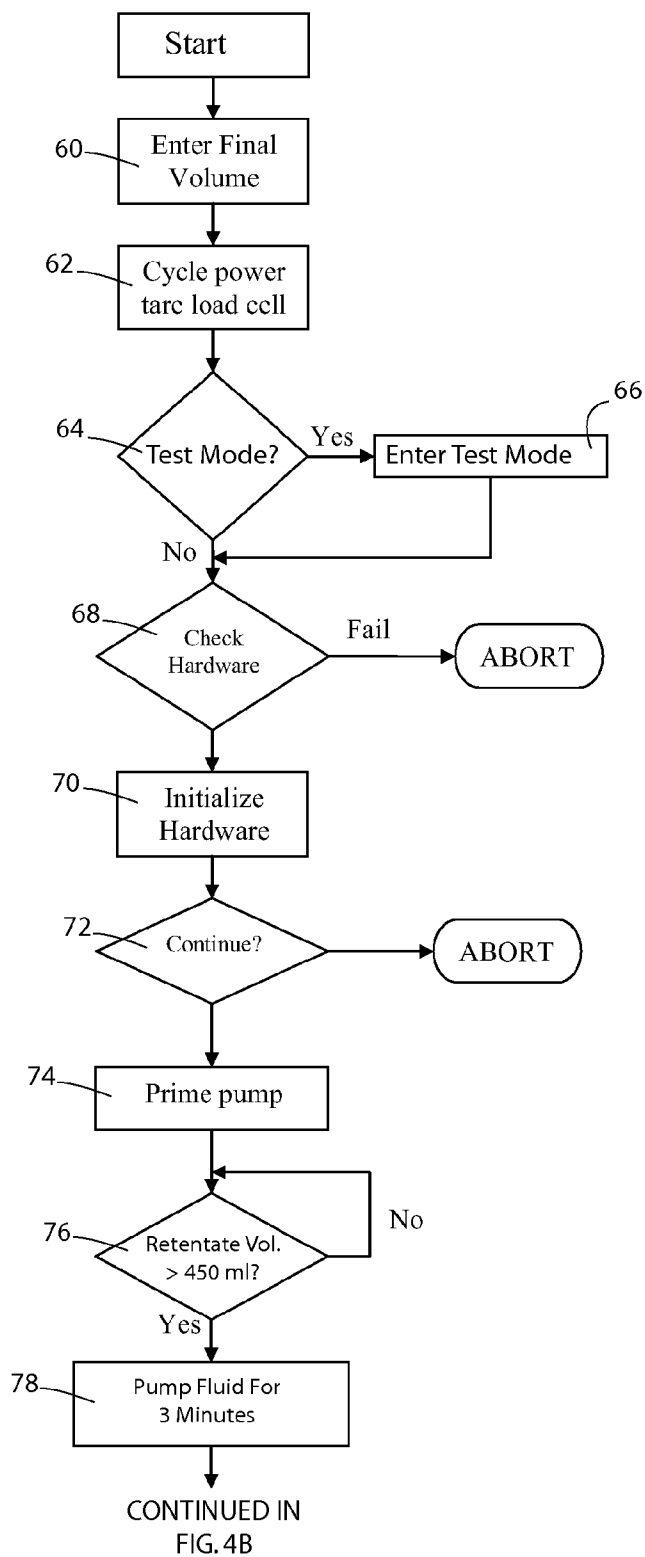 Start
60
Enter Final
Volume
62
Cycle power
tarc load ccll
64
Test Mode?
Yes
66
Enter Test Mode
No
68
Check
Hardware
Fail
ABORT
70
Initialize
Hardware
72
Continue?
ABORT
74
Prime pump
76
Retentate Vol.
> 450 ml?
No
Yes
78
Pump Fluid For
3 Minutes
CONTINUED IN
FIG. 4B